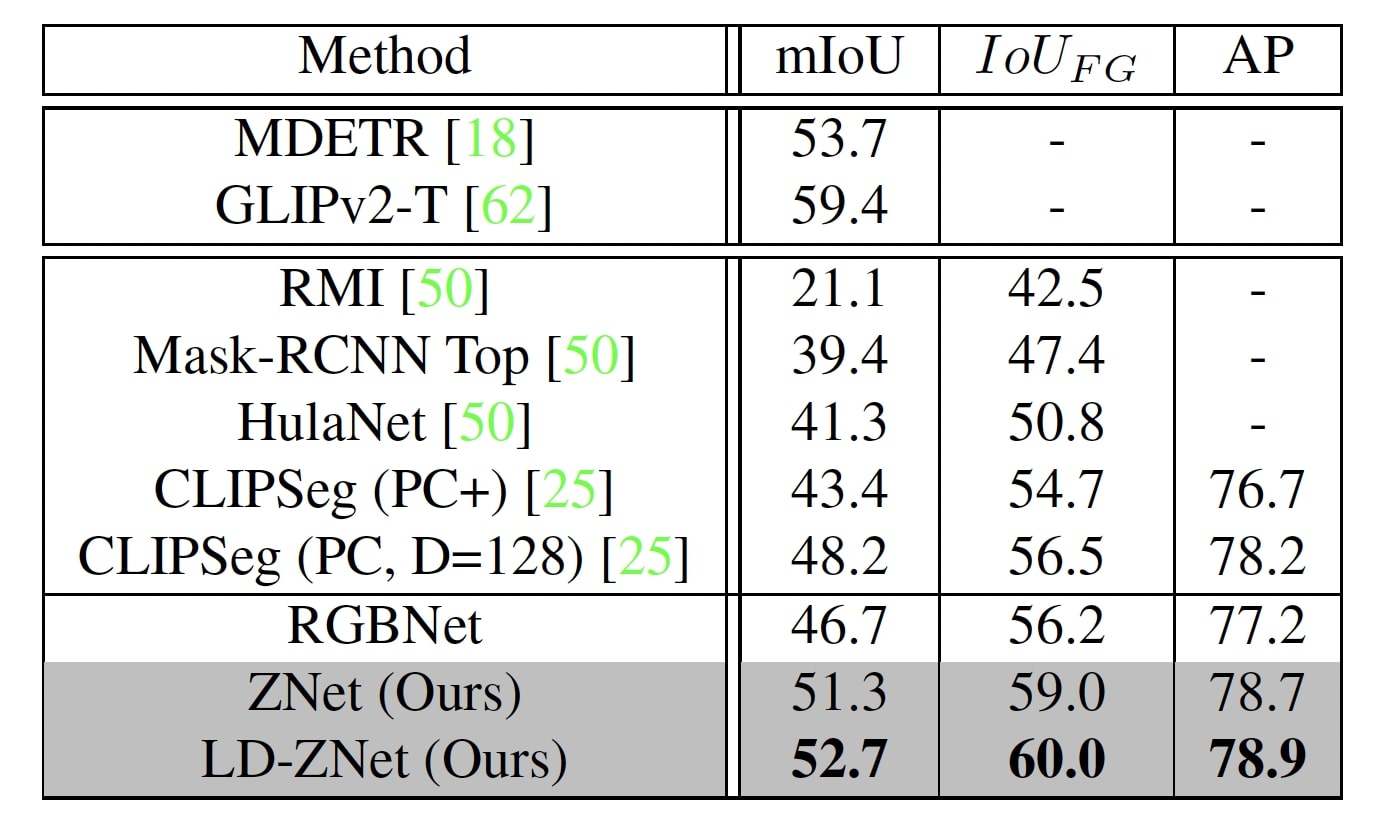 Method mIoU IoU_FG AP
MDETR [18] 53.7 - -
GLIPv2-T [62] 59.4 - -
RMI [50] 21.1 42.5 -
Mask-RCNN Top [50] 39.4 47.4 -
HulaNet [50] 41.3 50.8 -
CLIPSeg (PC+) [25] 43.4 54.7 76.7
CLIPSeg (PC, D=128) [25] 48.2 56.5 78.2
RGBNet 46.7 56.2 77.2
ZNet (Ours) 51.3 59.0 78.7
LD-ZNet (Ours) 52.7 60.0 78.9